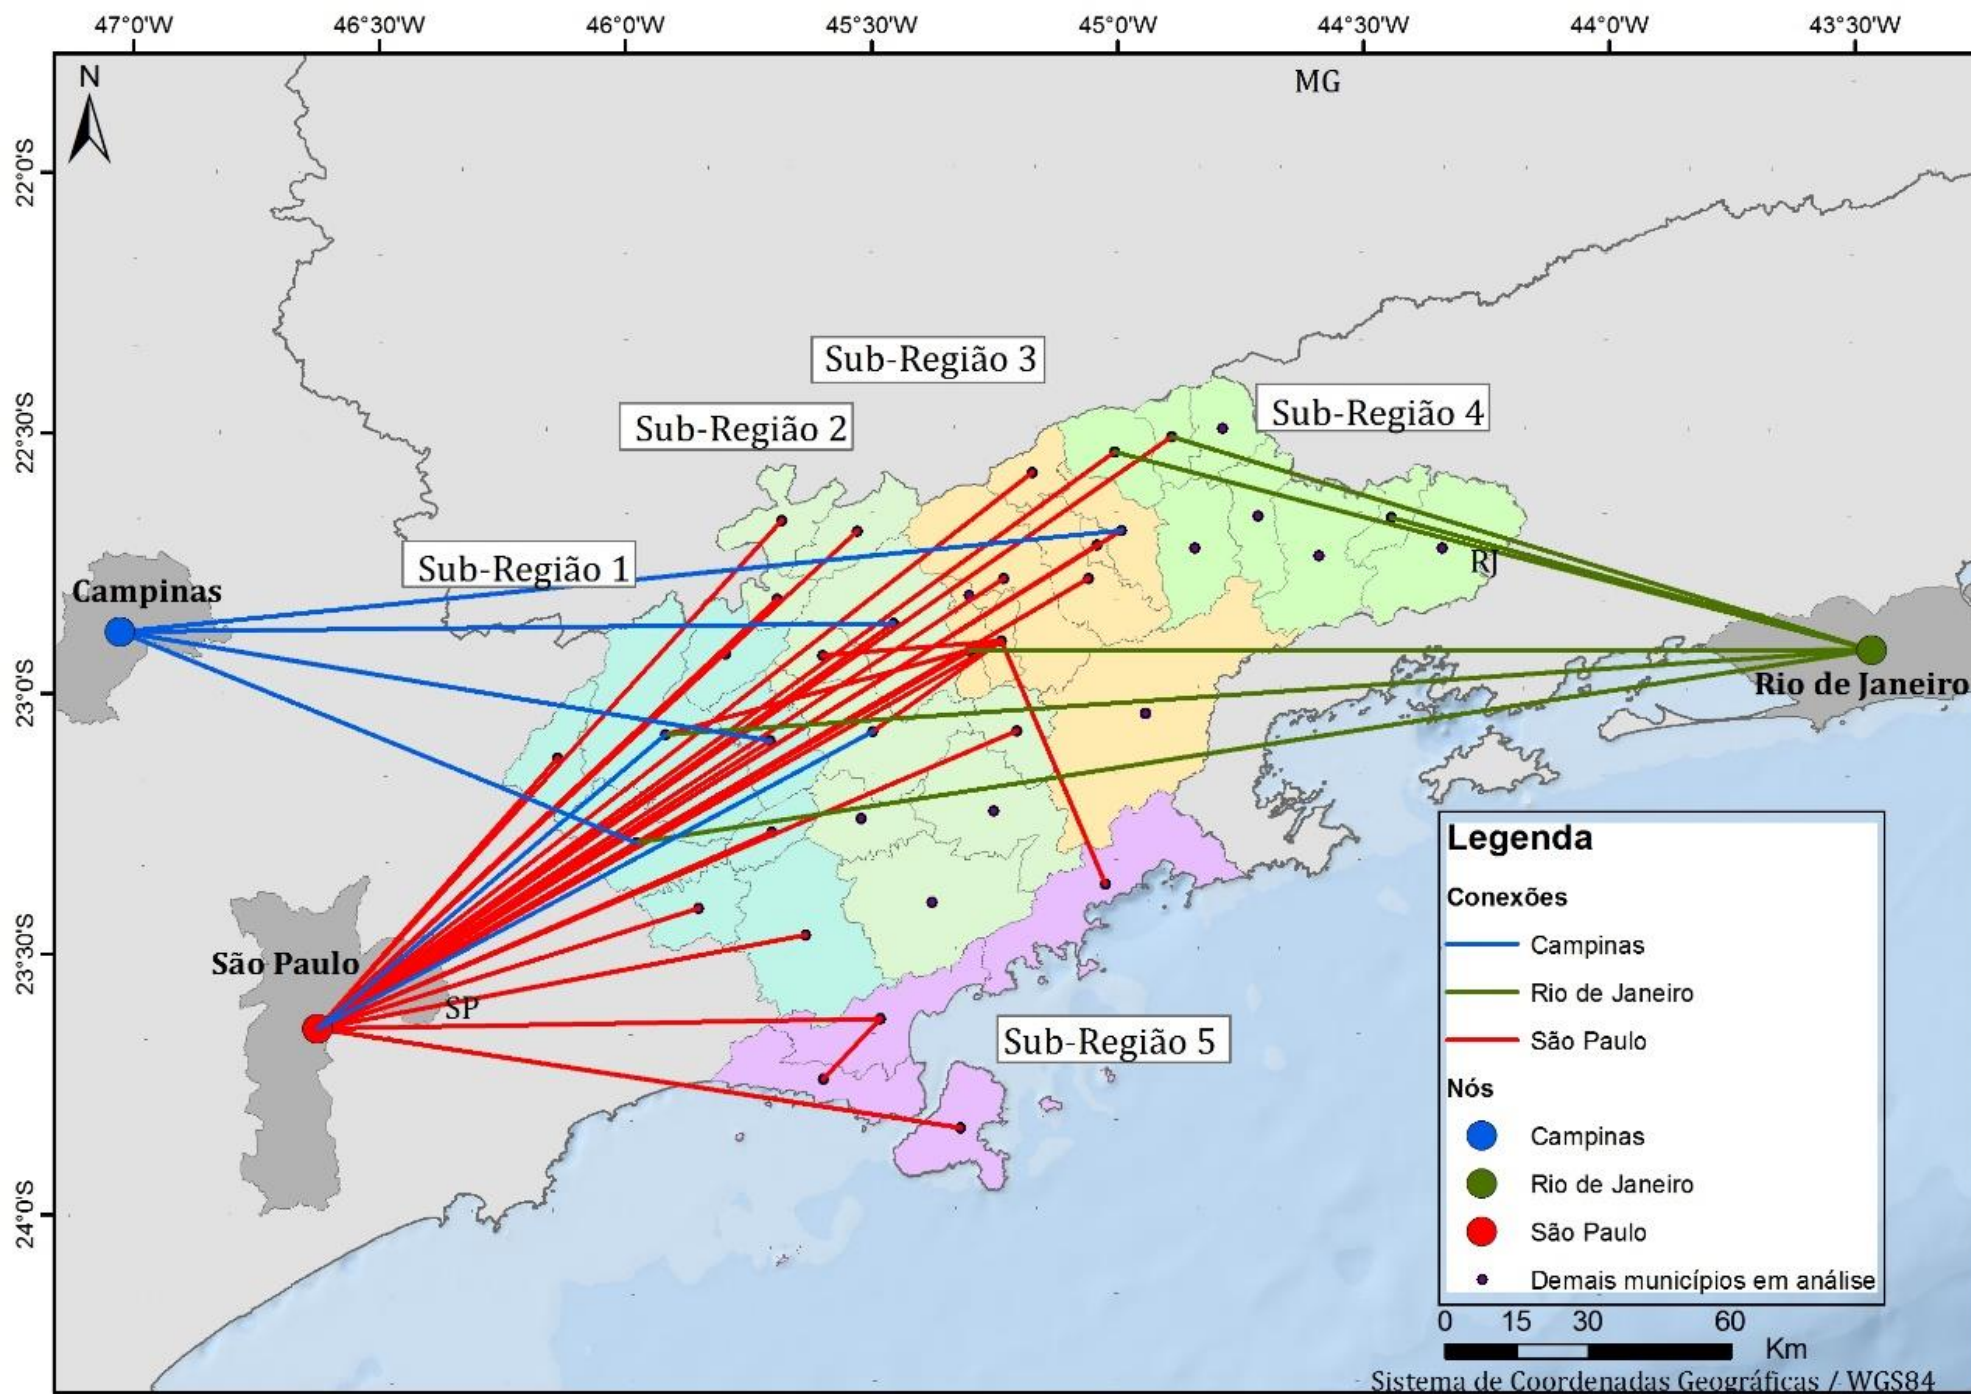 47°0'W 46°30'W 46°0'W 45°30'W 45°0'W 44°30'W 44°0'W 43°30'W
N
MG
22°0'S
Sub-Região 3
Sub-Região 4
Sub-Região 2
22°30'S
Sub-Região 1
RJ
Campinas
23°0'S
Rio de Janeiro
São Paulo
23°30'S
SP
Sub-Região 5
24°0'S
Legenda
Conexões
Campinas
Rio de Janeiro
São Paulo
Nós
Campinas
Rio de Janeiro
São Paulo
Demais municípios em análise
0 15 30 60
Km
Sistema de Coordenadas Geográficas / WGS84